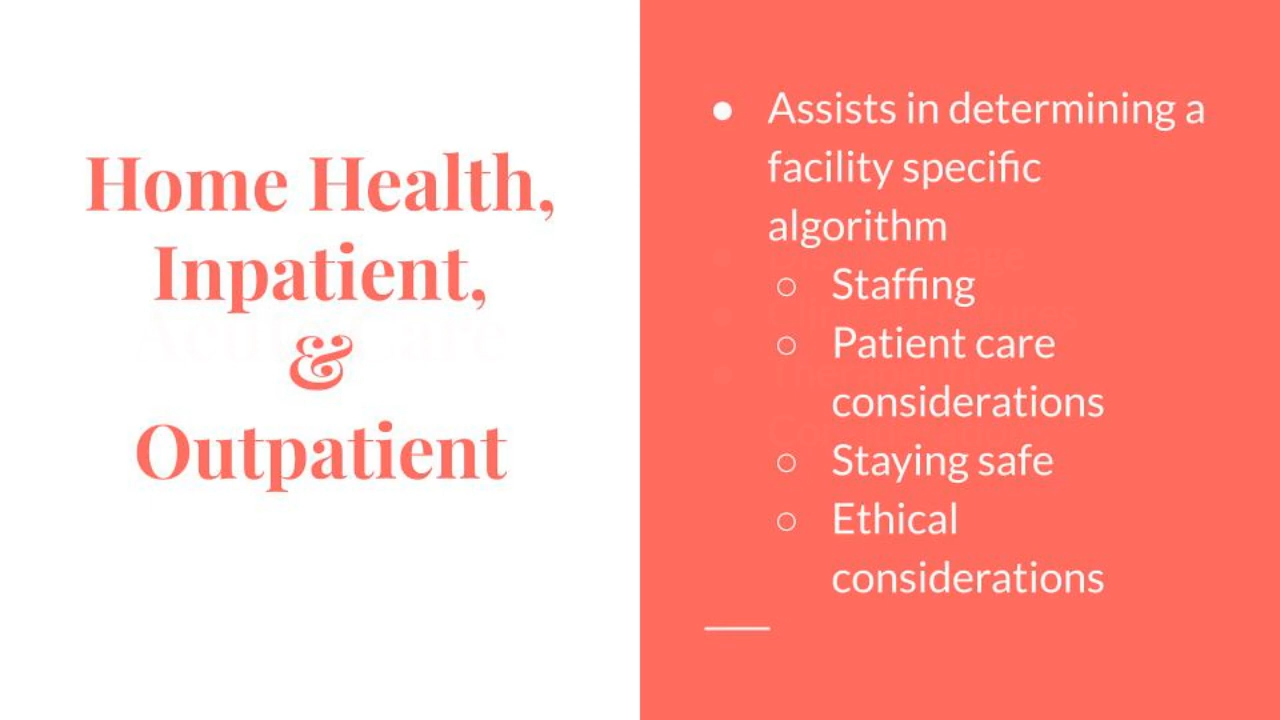 Home Health,
Inpatient,
&
Outpatient
● Assists in determining a
facility specific
algorithm
○ Staffing
○ Patient care
considerations
○ Staying safe
○ Ethical
considerations